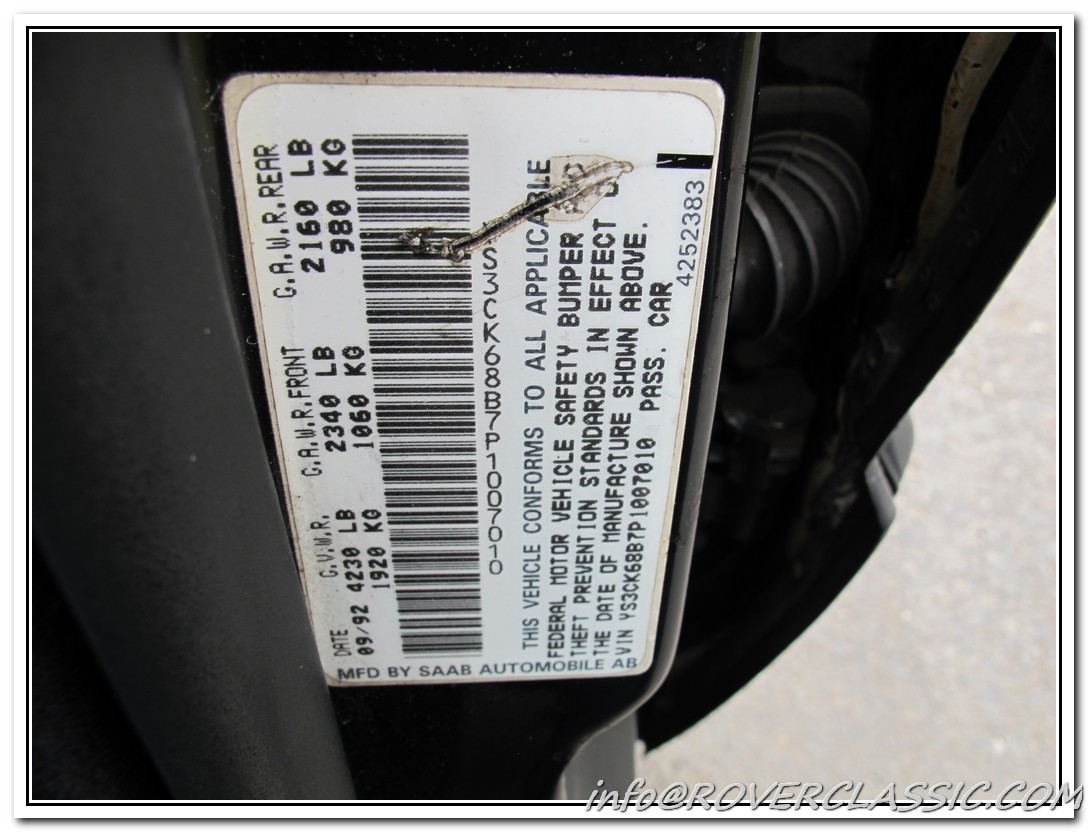 MFD BY SAAB AUTOMOBILE AB
DATE G.V.W.R. G.A.W.R.FRONT G.A.W.R.REAR
09/92 4230 LB 2340 LB 2160 LB
1920 KG 1060 KG 980 KG
S3CK68B7P1007010
THIS VEHICLE CONFORMS TO ALL APPLICABLE
FEDERAL MOTOR VEHICLE SAFETY BUMPER
THEFT PREVENTION STANDARDS IN EFFECT
THE DATE OF MANUFACTURE SHOWN ABOVE.
VIN YS3CK68B7P1007010 PASS. CAR
4252383
info@ROVERCLASSIC.COM